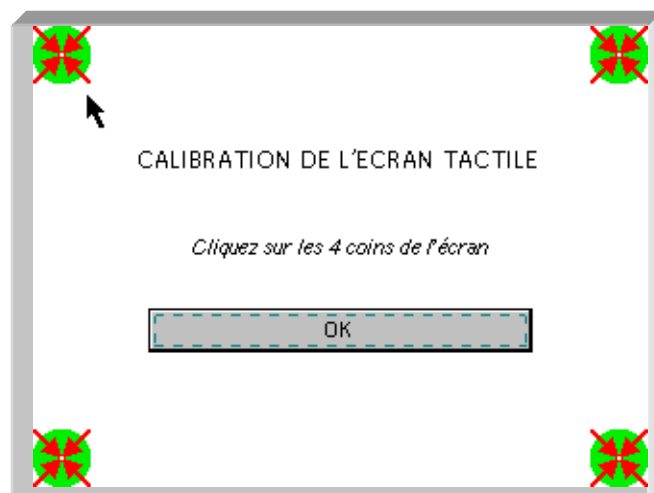 CALIBRATION DE L'ECRAN TACTILE
Cliquez sur les 4 coins de l'écran
OK